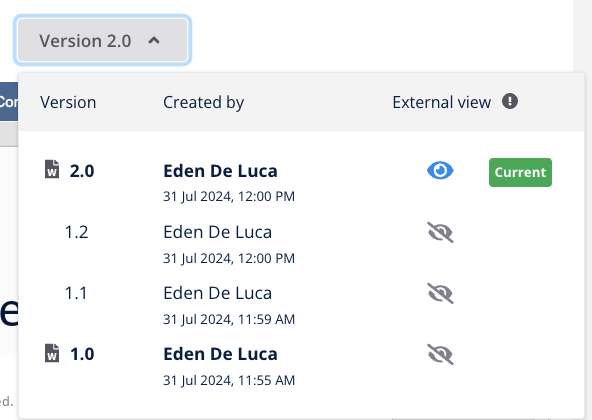 Version 2.0
Version Created by External view
2.0 Eden De Luca Current
31 Jul 2024, 12:00 PM
1.2 Eden De Luca
31 Jul 2024, 12:00 PM
1.1 Eden De Luca
31 Jul 2024, 11:59 AM
1.0 Eden De Luca
31 Jul 2024, 11:55 AM